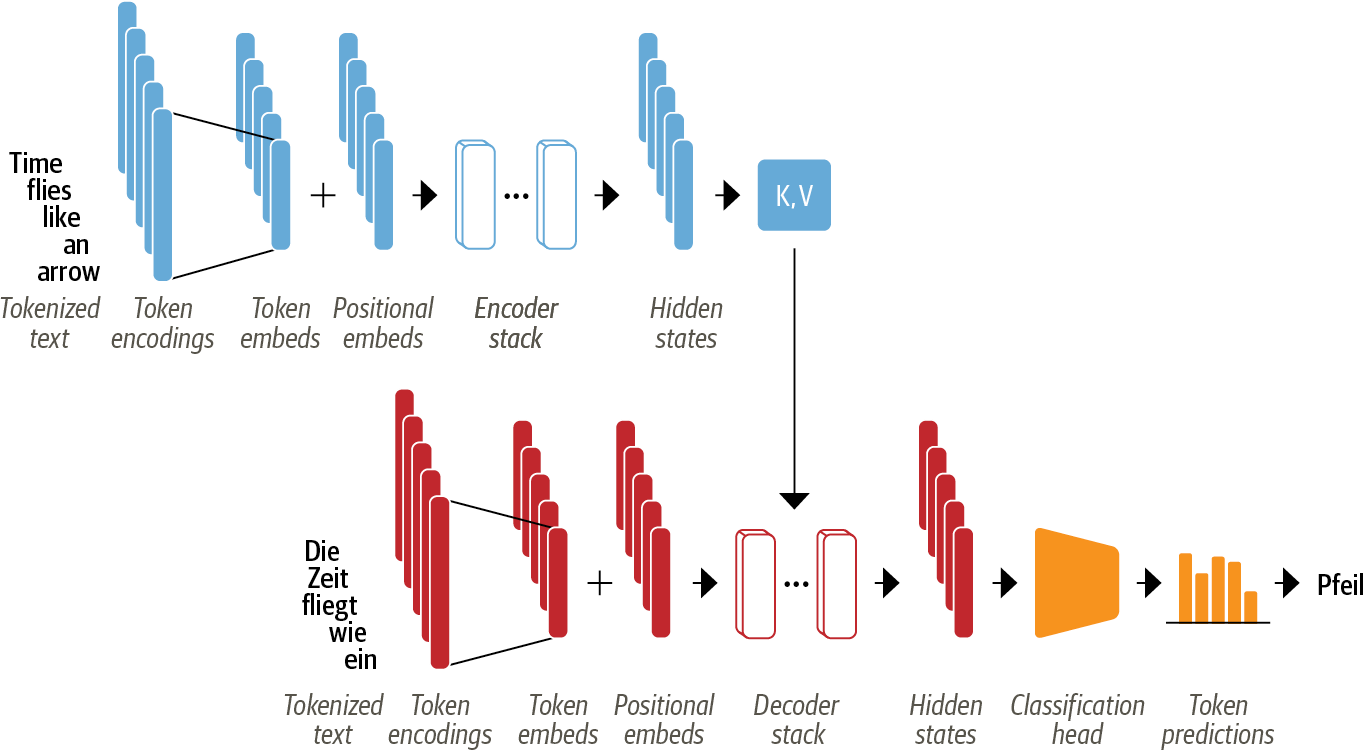 Time
flies
like
an
arrow
K, V
Tokenized text
Token encodings
Token embeds
Positional embeds
Encoder stack
Hidden states
Die
Zeit
fliegt
wie
ein
Pfeil
Tokenized text
Token encodings
Token embeds
Positional embeds
Decoder stack
Hidden states
Classification head
Token predictions